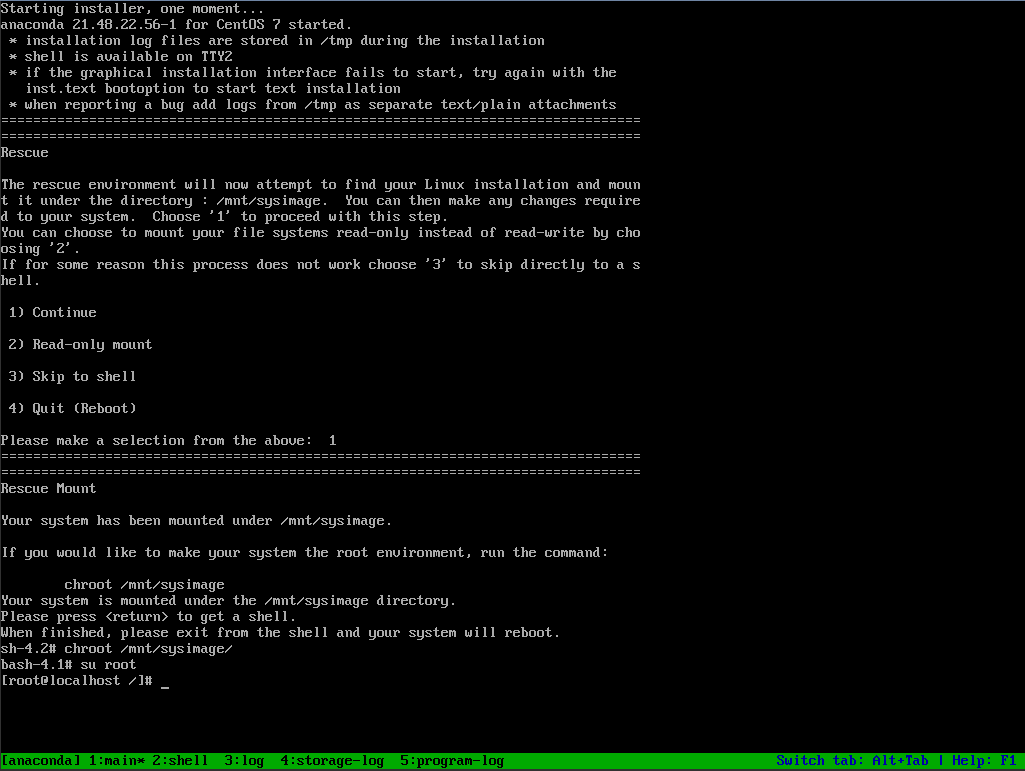 Starting installer, one moment...
anaconda 21.48.22.56-1 for CentOS 7 started.
 * installation log files are stored in /tmp during the installation
 * shell is available on TTY2
 * if the graphical installation interface fails to start, try again with the
   inst.text bootoption to start text installation
 * when reporting a bug add logs from /tmp as separate text/plain attachments
================================================================================
================================================================================
Rescue
The rescue environment will now attempt to find your Linux installation and moun
t it under the directory : /mnt/sysimage.  You can then make any changes require
d to your system.  Choose '1' to proceed with this step.
You can choose to mount your file systems read-only instead of read-write by cho
osing '2'.
If for some reason this process does not work choose '3' to skip directly to a s
hell.
 1) Continue
 2) Read-only mount
 3) Skip to shell
 4) Quit (Reboot)
Please make a selection from the above:  1
================================================================================
================================================================================
Rescue Mount
Your system has been mounted under /mnt/sysimage.
If you would like to make your system the root environment, run the command:
        chroot /mnt/sysimage
Your system is mounted under the /mnt/sysimage directory.
Please press <return> to get a shell.
When finished, please exit from the shell and your system will reboot.
sh-4.2# chroot /mnt/sysimage/
bash-4.1# su root
[root@localhost /]# _
[anaconda] 1:main* 2:shell  3:log  4:storage-log  5:program-log Switch tab: Alt+Tab | Help: F1